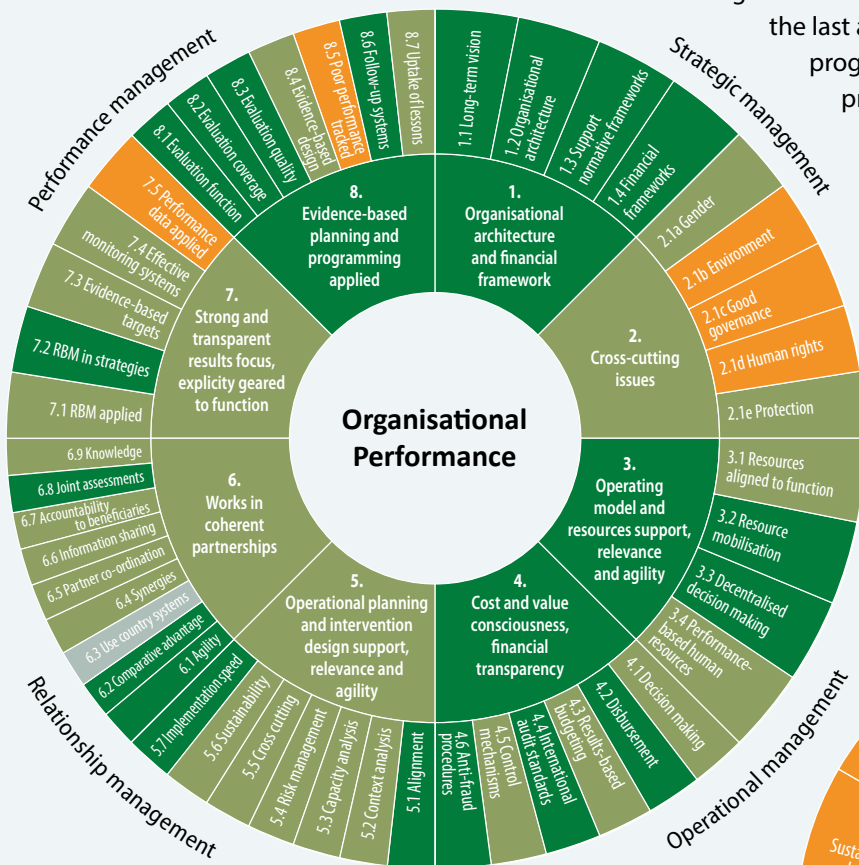 the last a
prog
pr
Performance management
Strategic management
Operational management
Relationship management
Organisational
Performance
1.
Organisational
architecture
and financial
framework
2.
Cross-cutting
issues
3.
Operating
model and
resources support,
relevance
and agility
4.
Cost and value
consciousness,
financial
transparency
5.
Operational planning
and intervention
design support,
relevance and
agility
6.
Works in
coherent
partnerships
7.
Strong and
transparent
results focus,
explicity geared
to function
8.
Evidence-based
planning and
programming
applied
1.1 Long-term vision
1.2 Organisational
architecture
1.3 Support
normative frameworks
1.4 Financial
frameworks
2.1a Gender
2.1b Environment
2.1c Good
governance
2.1d Human rights
2.1e Protection
3.1 Resources
aligned to function
3.2 Resource
mobilisation
3.3 Decentralised
decision making
3.4 Performance-
based human
resources
4.1 Decision making
4.2 Disbursement
4.3 Results-based
budgeting
4.4 International
audit standards
4.5 Control
mechanisms
4.6 Anti-fraud
procedures
5.1 Alignment
5.2 Context analysis
5.3 Capacity analysis
5.4 Risk management
5.5 Cross cutting
5.6 Sustainability
5.7 Implementation speed
6.1 Agility
6.2 Comparative advantage
6.3 Use country systems
6.4 Synergies
6.5 Partner co-ordination
6.6 Information sharing
6.7 Accountability
to beneficiaries
6.8 Joint assessments
6.9 Knowledge
7.1 RBM applied
7.2 RBM in strategies
7.3 Evidence-based
targets
7.4 Effective
monitoring systems
7.5 Performance
data applied
8.1 Evaluation function
8.2 Evaluation coverage
8.3 Evaluation quality
8.4 Evidence-based
design
8.5 Poor performance
tracked
8.6 Follow-up systems
8.7 Uptake of lessons
Susta